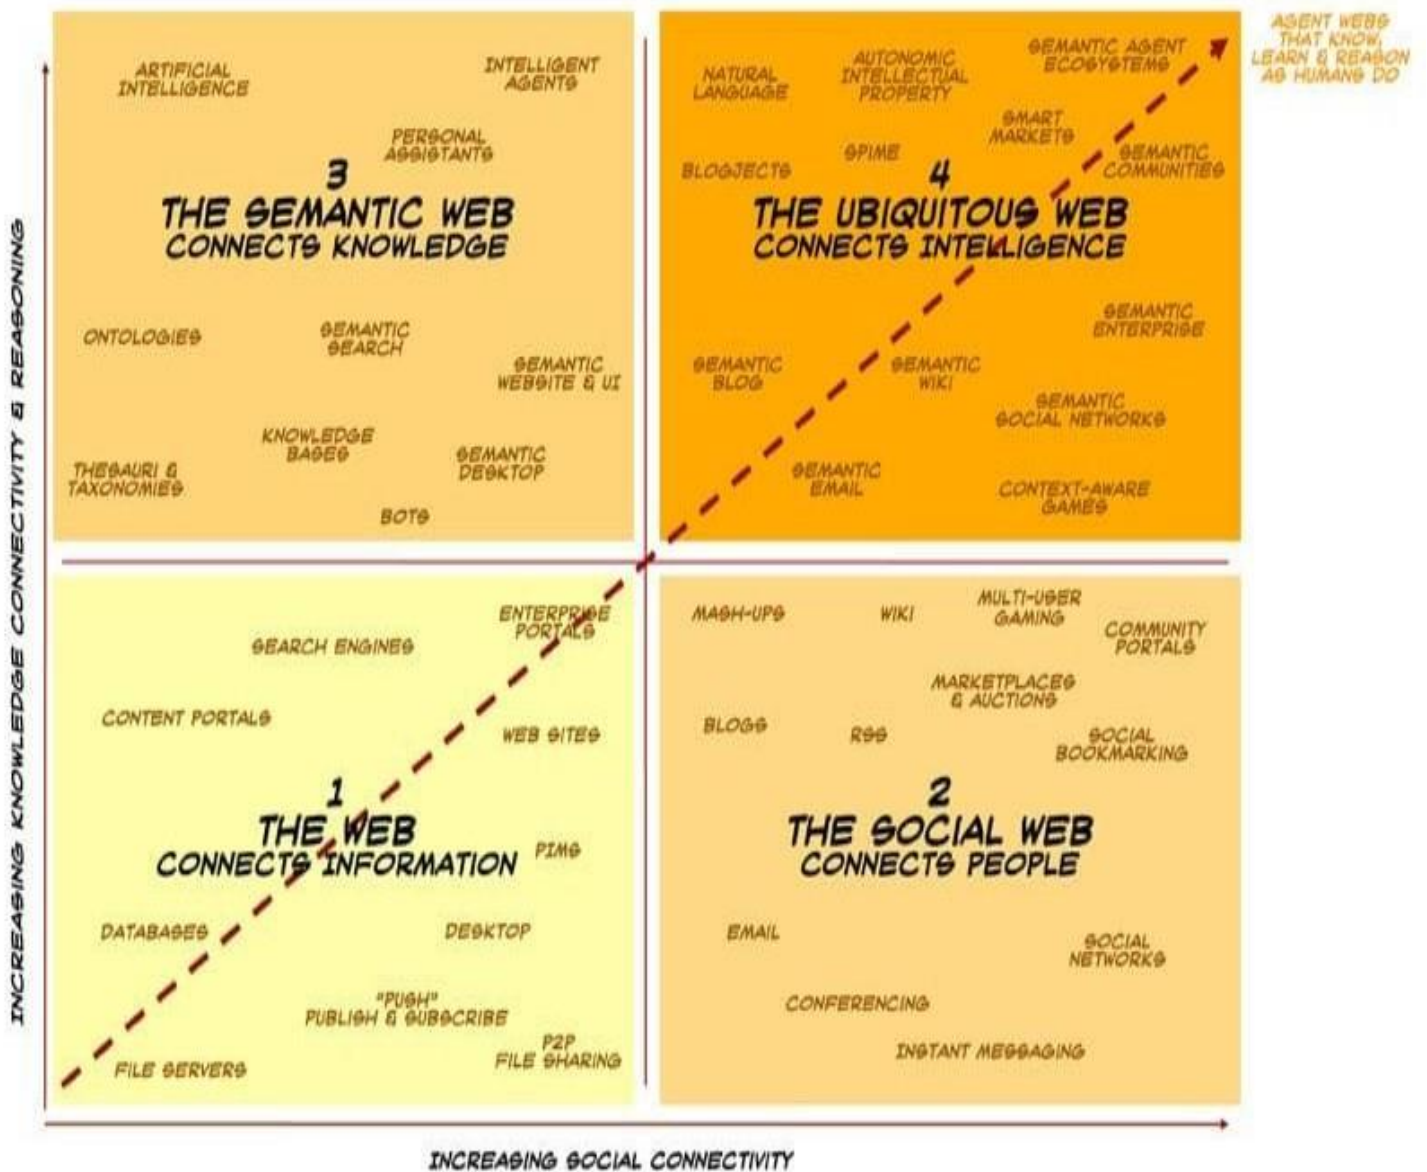 AGENT WEBS
THAT KNOW,
LEARN & REASON
AS HUMANS DO
INCREASING KNOWLEDGE CONNECTIVITY & REASONING
ARTIFICIAL
INTELLIGENCE
INTELLIGENT
AGENTS
PERSONAL
ASSISTANTS
3
THE SEMANTIC WEB
CONNECTS KNOWLEDGE
ONTOLOGIES
SEMANTIC
SEARCH
SEMANTIC
WEBSITE & UI
KNOWLEDGE
BASES
SEMANTIC
DESKTOP
THESAURI &
TAXONOMIES
BOTS
NATURAL
LANGUAGE
AUTONOMIC
INTELLECTUAL
PROPERTY
SEMANTIC AGENT
ECOSYSTEMS
SMART
MARKETS
SPIME
BLOGJECTS
SEMANTIC
COMMUNITIES
4
THE UBIQUITOUS WEB
CONNECTS INTELLIGENCE
SEMANTIC
ENTERPRISE
SEMANTIC
BLOG
SEMANTIC
WIKI
SEMANTIC
SOCIAL NETWORKS
SEMANTIC
EMAIL
CONTEXT-AWARE
GAMES
ENTERPRISE
PORTALS
SEARCH ENGINES
CONTENT PORTALS
WEB SITES
1
THE WEB
CONNECTS INFORMATION
PIMS
DATABASES
DESKTOP
"PUSH"
PUBLISH & SUBSCRIBE
P2P
FILE SHARING
FILE SERVERS
MASH-UPS
WIKI
MULTI-USER
GAMING
COMMUNITY
PORTALS
MARKETPLACES
& AUCTIONS
BLOGS
RSS
SOCIAL
BOOKMARKING
2
THE SOCIAL WEB
CONNECTS PEOPLE
EMAIL
SOCIAL
NETWORKS
CONFERENCING
INSTANT MESSAGING
INCREASING SOCIAL CONNECTIVITY